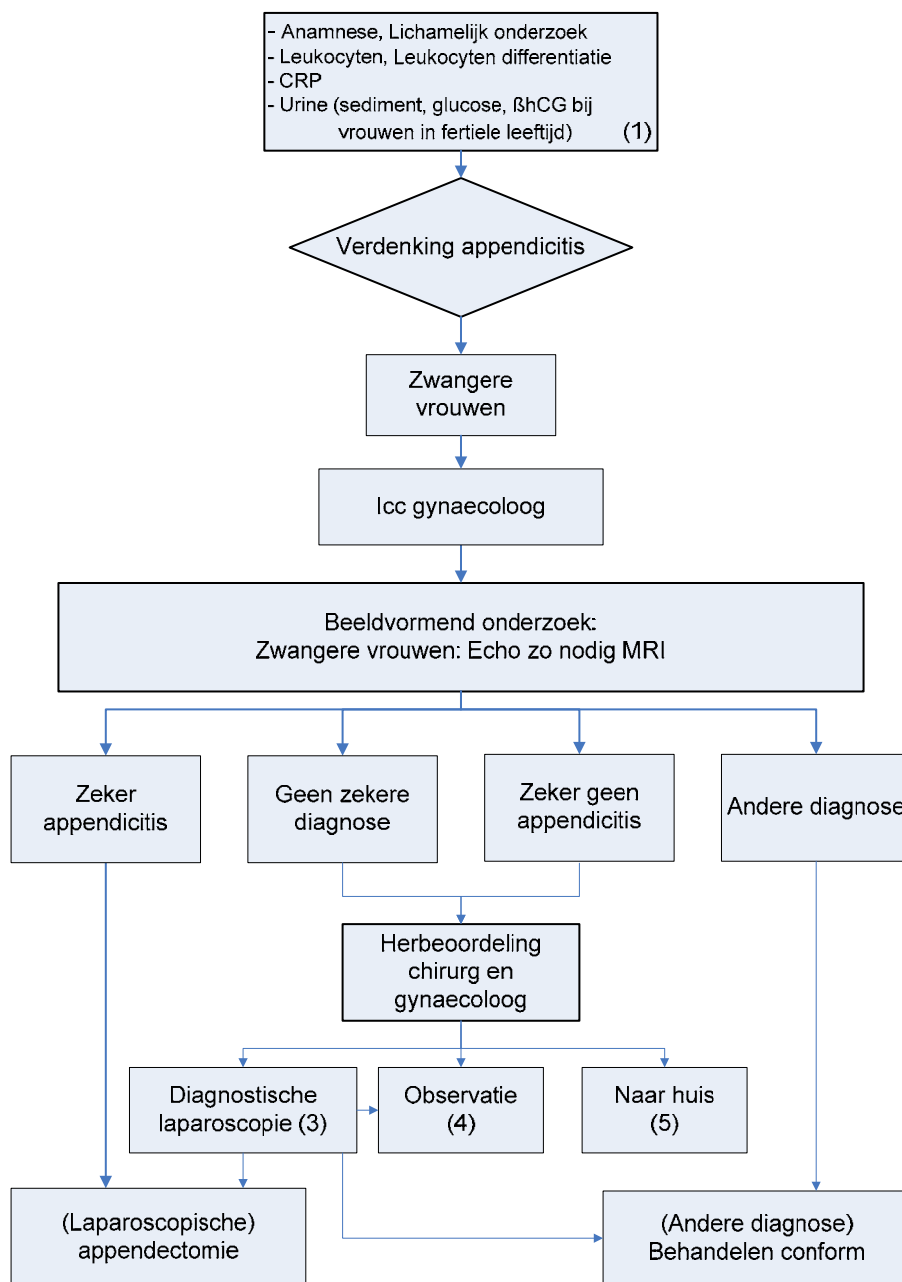 - Anamnese, Lichamelijk onderzoek
- Leukocyten, Leukocyten differentiatie
- CRP
- Urine (sediment, glucose, ßhCG bij
vrouwen in fertiele leeftijd) (1)
Verdenking appendicitis
Zwangere
vrouwen
Icc gynaecoloog
Beeldvormend onderzoek:
Zwangere vrouwen: Echo zo nodig MRI
Zeker
appendicitis
Geen zekere
diagnose
Zeker geen
appendicitis
Andere diagnose
Herbeoordeling
chirurg en
gynaecoloog
Diagnostische
laparoscopie (3)
Observatie
(4)
Naar huis
(5)
(Laparoscopische)
appendectomie
(Andere diagnose)
Behandelen conform